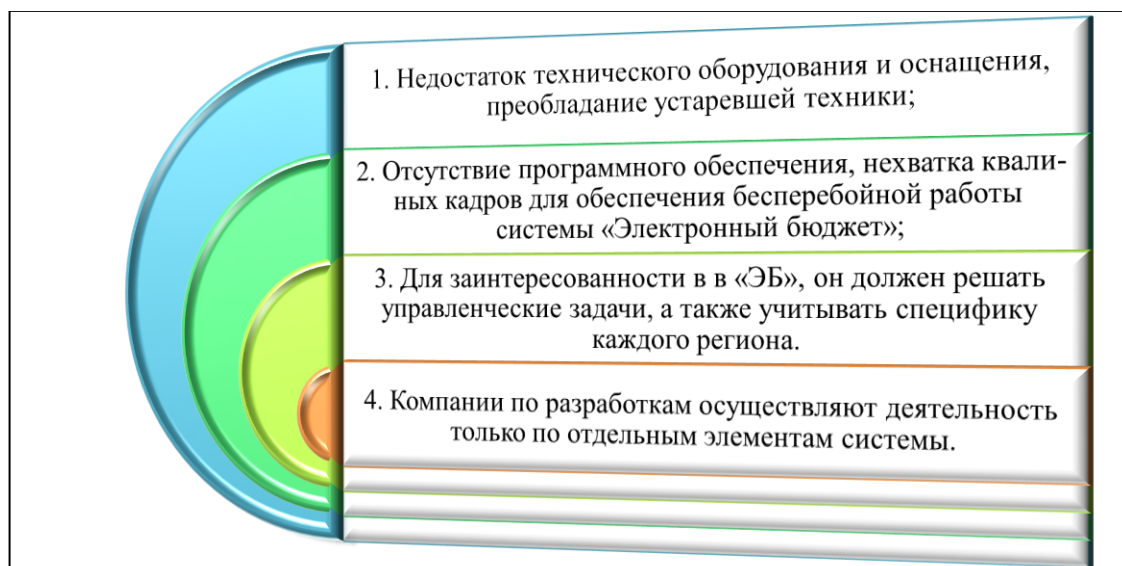 1. Недостаток технического оборудования и оснащения,
преобладание устаревшей техники;
2. Отсутствие программного обеспечения, нехватка квали-
ных кадров для обеспечения бесперебойной работы
системы «Электронный бюджет»;
3. Для заинтересованности в в «ЭБ», он должен решать
управленческие задачи, а также учитывать специфику
каждого региона.
4. Компании по разработкам осуществляют деятельность
только по отдельным элементам системы.